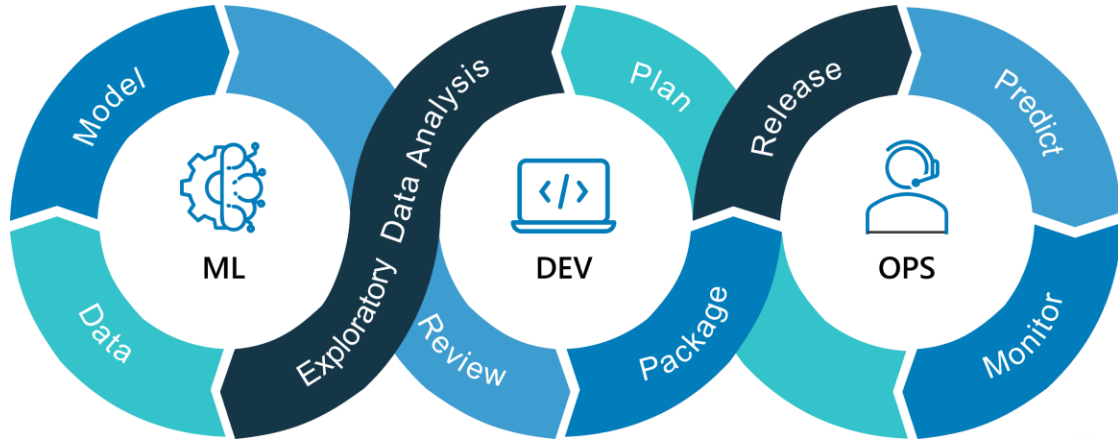 Model
Data
ML
Exploratory Data Analysis
Review
Plan
DEV
Package
Release
Predict
OPS
Monitor